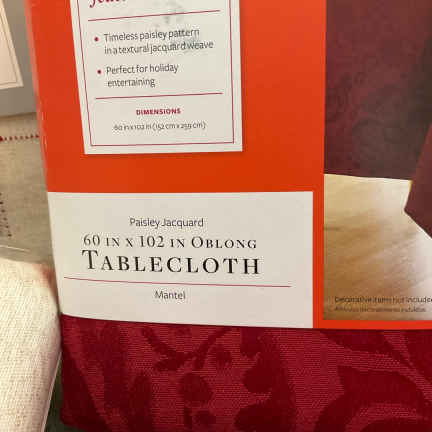 • Timeless paisley pattern
in a textural jacquard weave
• Perfect for holiday
entertaining
DIMENSIONS
60 in x 102 in (152 cm x 259 cm)
Paisley Jacquard
60 IN X 102 IN OBLONG
TABLECLOTH
Mantel
Decorative items not included